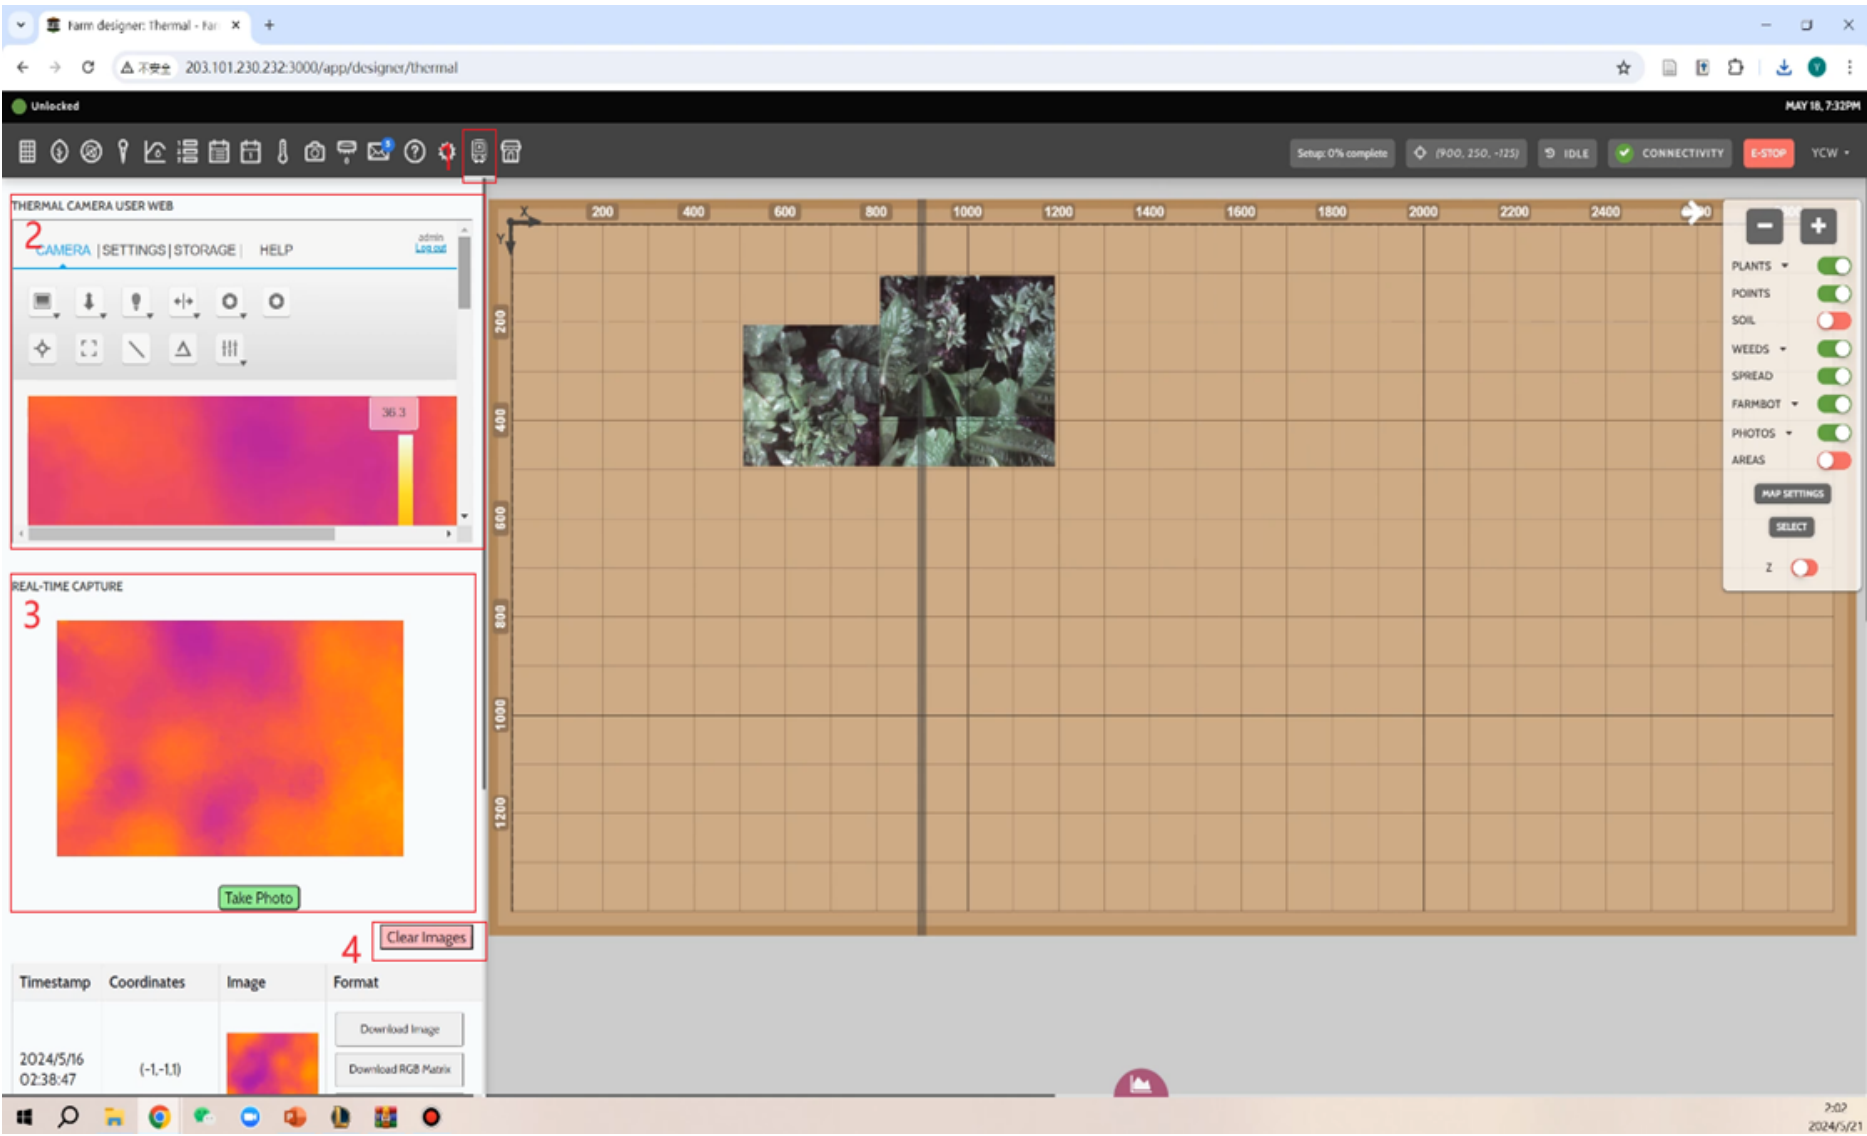 Farm designer: Thermal - Far
不安全 203.101.230.232:3000/app/designer/thermal
Y
Unlocked
MAY 18, 7:32PM
1
Setup: 0% complete
(900, 250, -125)
IDLE
CONNECTIVITY
E-STOP
YCW
THERMAL CAMERA USER WEB
2
CAMERA | SETTINGS | STORAGE | HELP
admin
Log out
36.3
REAL-TIME CAPTURE
3
Take Photo
4
Clear Images
Timestamp Coordinates Image Format
Download Image
2024/5/16
02:38:47
(-1,-1,1)
Download RGB Matrix
X
Y
200 400 600 800 1000 1200 1400 1600 1800 2000 2200 2400
200
400
600
800
1000
1200
PLANTS
POINTS
SOIL
WEEDS
SPREAD
FARMBOT
PHOTOS
AREAS
MAP SETTINGS
SELECT
Z
2:02
2024/5/21